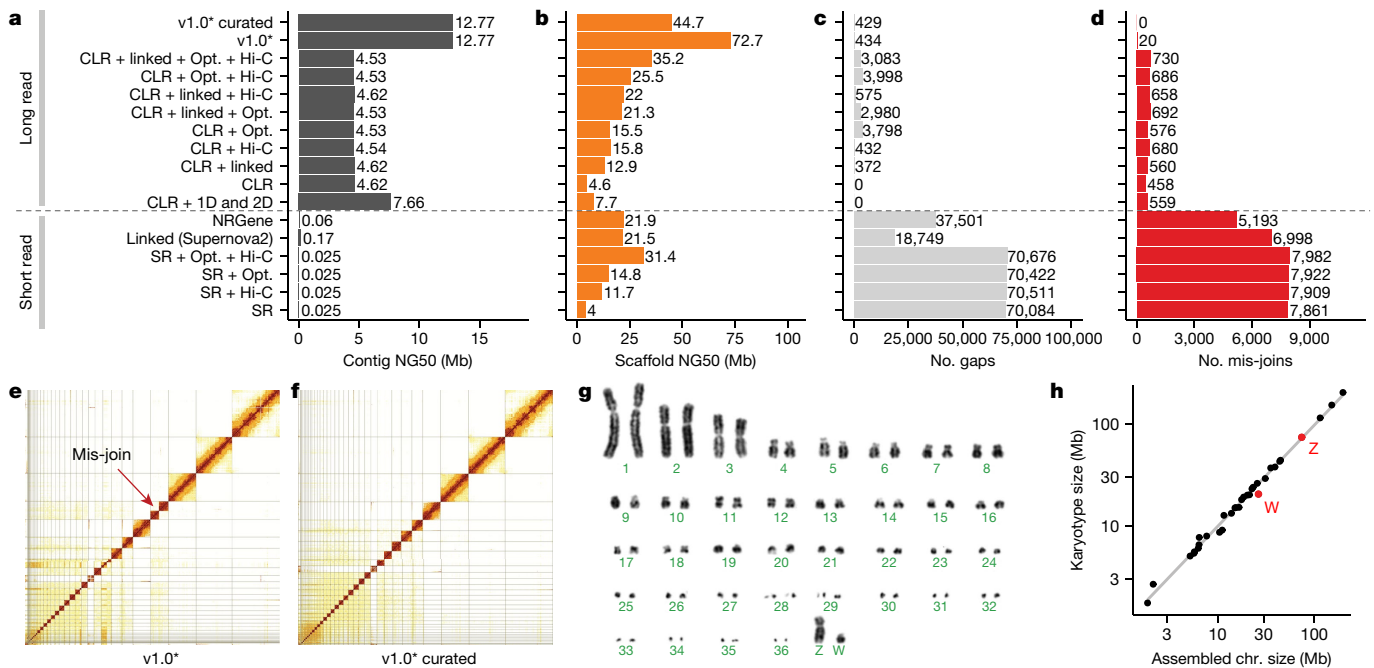 a
b
c
d
Long read
Short read
v1.0* curated 12.77 44.7 429 0
v1.0* 12.77 72.7 434 20
CLR + linked + Opt. + Hi-C 4.53 35.2 3,083 730
CLR + Opt. + Hi-C 4.53 25.5 3,998 686
CLR + linked + Hi-C 4.62 22 575 658
CLR + linked + Opt. 4.53 21.3 2,980 692
CLR + Opt. 4.53 15.5 3,798 576
CLR + Hi-C 4.54 15.8 432 680
CLR + linked 4.62 12.9 372 560
CLR 4.62 4.6 0 458
CLR + 1D and 2D 7.66 7.7 0 559
NRGene 0.06 21.9 37,501 5,193
Linked (Supernova2) 0.17 21.5 18,749 6,998
SR + Opt. + Hi-C 0.025 31.4 70,676 7,982
SR + Opt. 0.025 14.8 70,422 7,922
SR + Hi-C 0.025 11.7 70,511 7,909
SR 0.025 4 70,084 7,861
0 5 10 15
0 25 50 75 100
0 25,000 50,000 75,000 100,000
0 3,000 6,000 9,000
Contig NG50 (Mb)
Scaffold NG50 (Mb)
No. gaps
No. mis-joins
e
Mis-join
v1.0*
f
v1.0* curated
g
1 2 3 4 5 6 7 8
9 10 11 12 13 14 15 16
17 18 19 20 21 22 23 24
25 26 27 28 29 30 31 32
33 34 35 36 Z W
h
Karyotype size (Mb)
100
30
10
3
Z
W
3 10 30 100
Assembled chr. size (Mb)